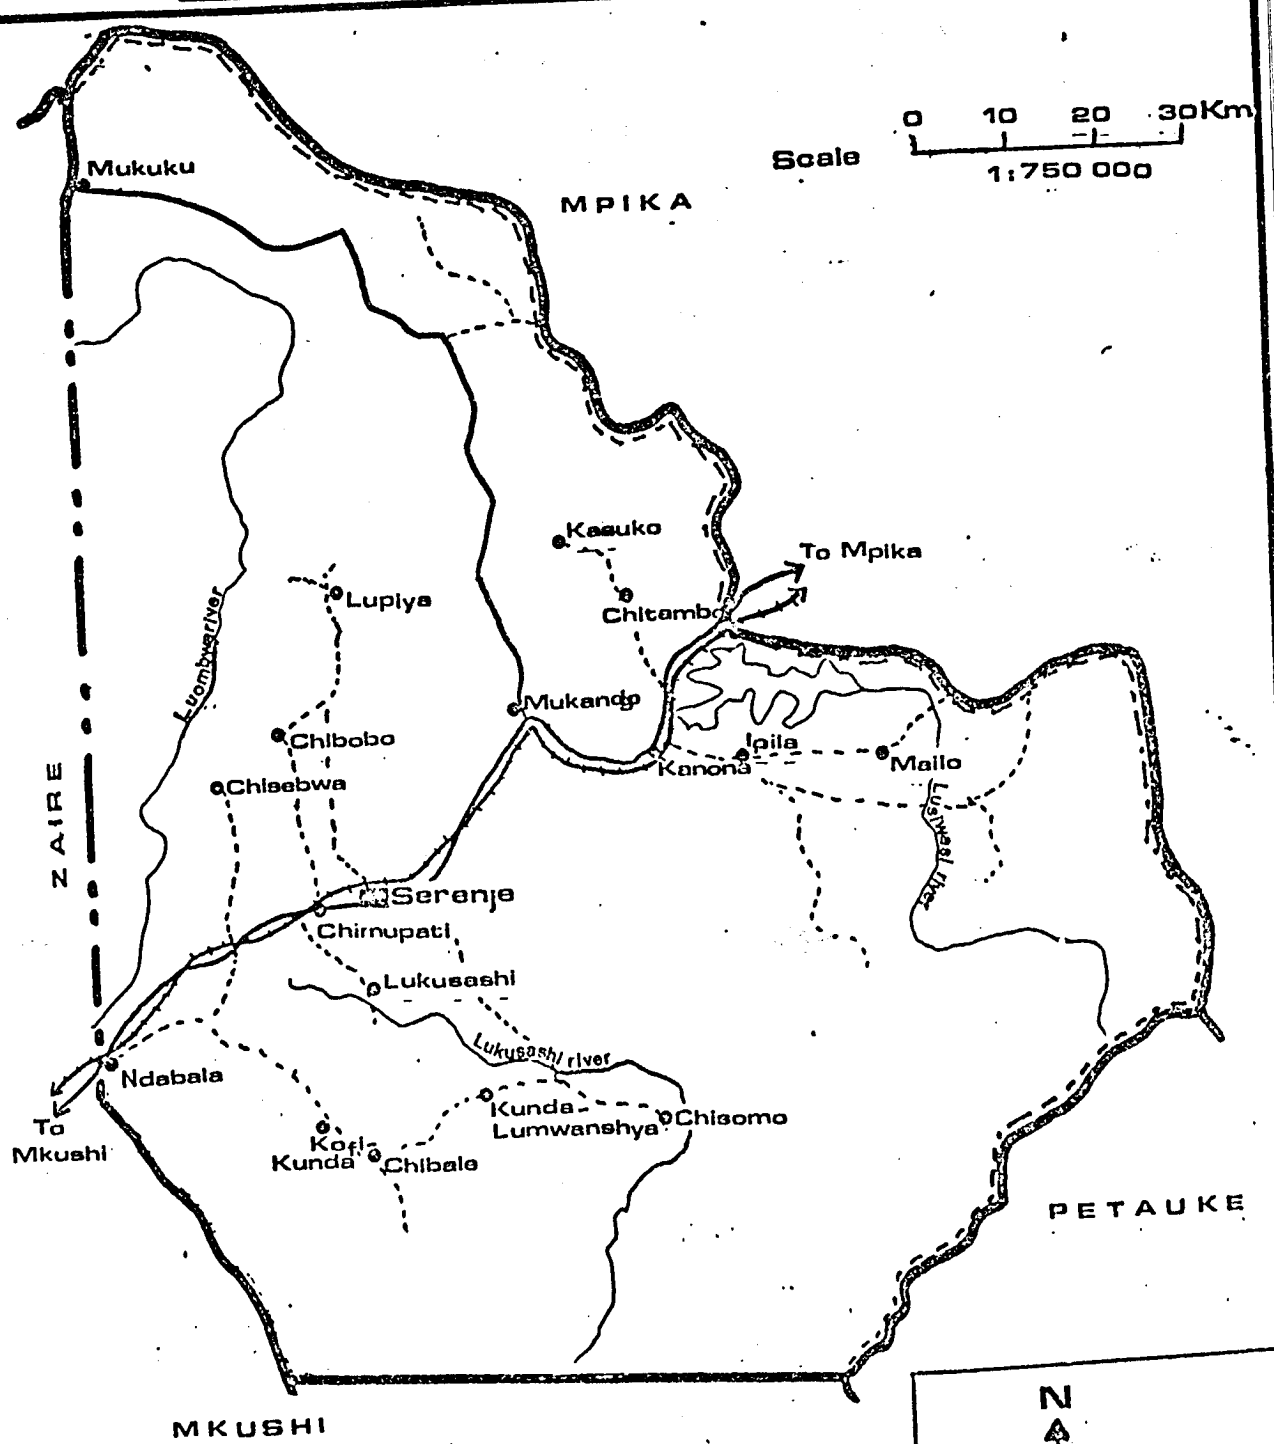 0 10 20 30Km
Scale
1:750 000
Mukuku
MPIKA
Kasuko
To Mpika
Lupiya
Chitambo
Luombwa river
Mukando
Chibobo
Ipila
Kanona
Mailo
Chisebwa
ZAIRE
Lusiwasi river
Serenje
Chimupati
Lukusashi
Lukusashi river
Ndabala
Kunda-
Lumwanshya
Chisomo
To
Mkushi
Kofi-
Kunda
Chibale
PETAUKE
N
MKUSHI